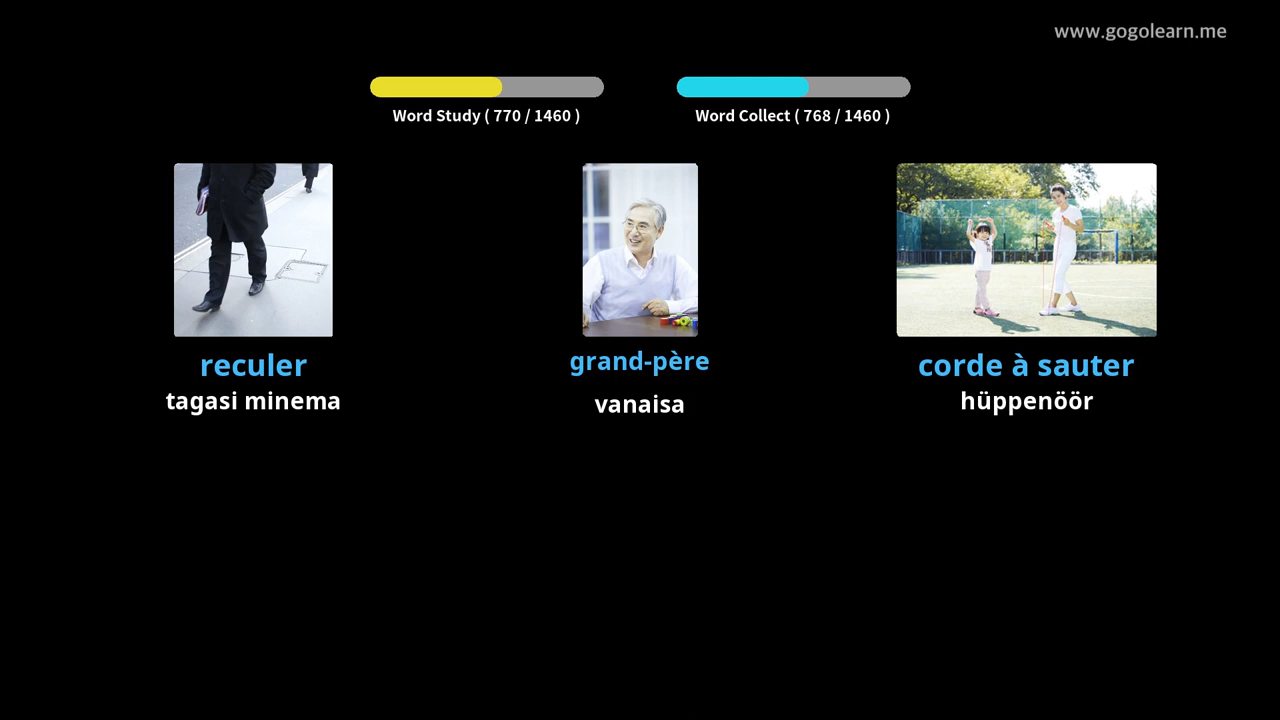 www.gogolearn.me
Word Study ( 770 / 1460 )
Word Collect ( 768 / 1460 )
reculer
tagasi minema
grand-père
vanaisa
corde à sauter
hüppenöör